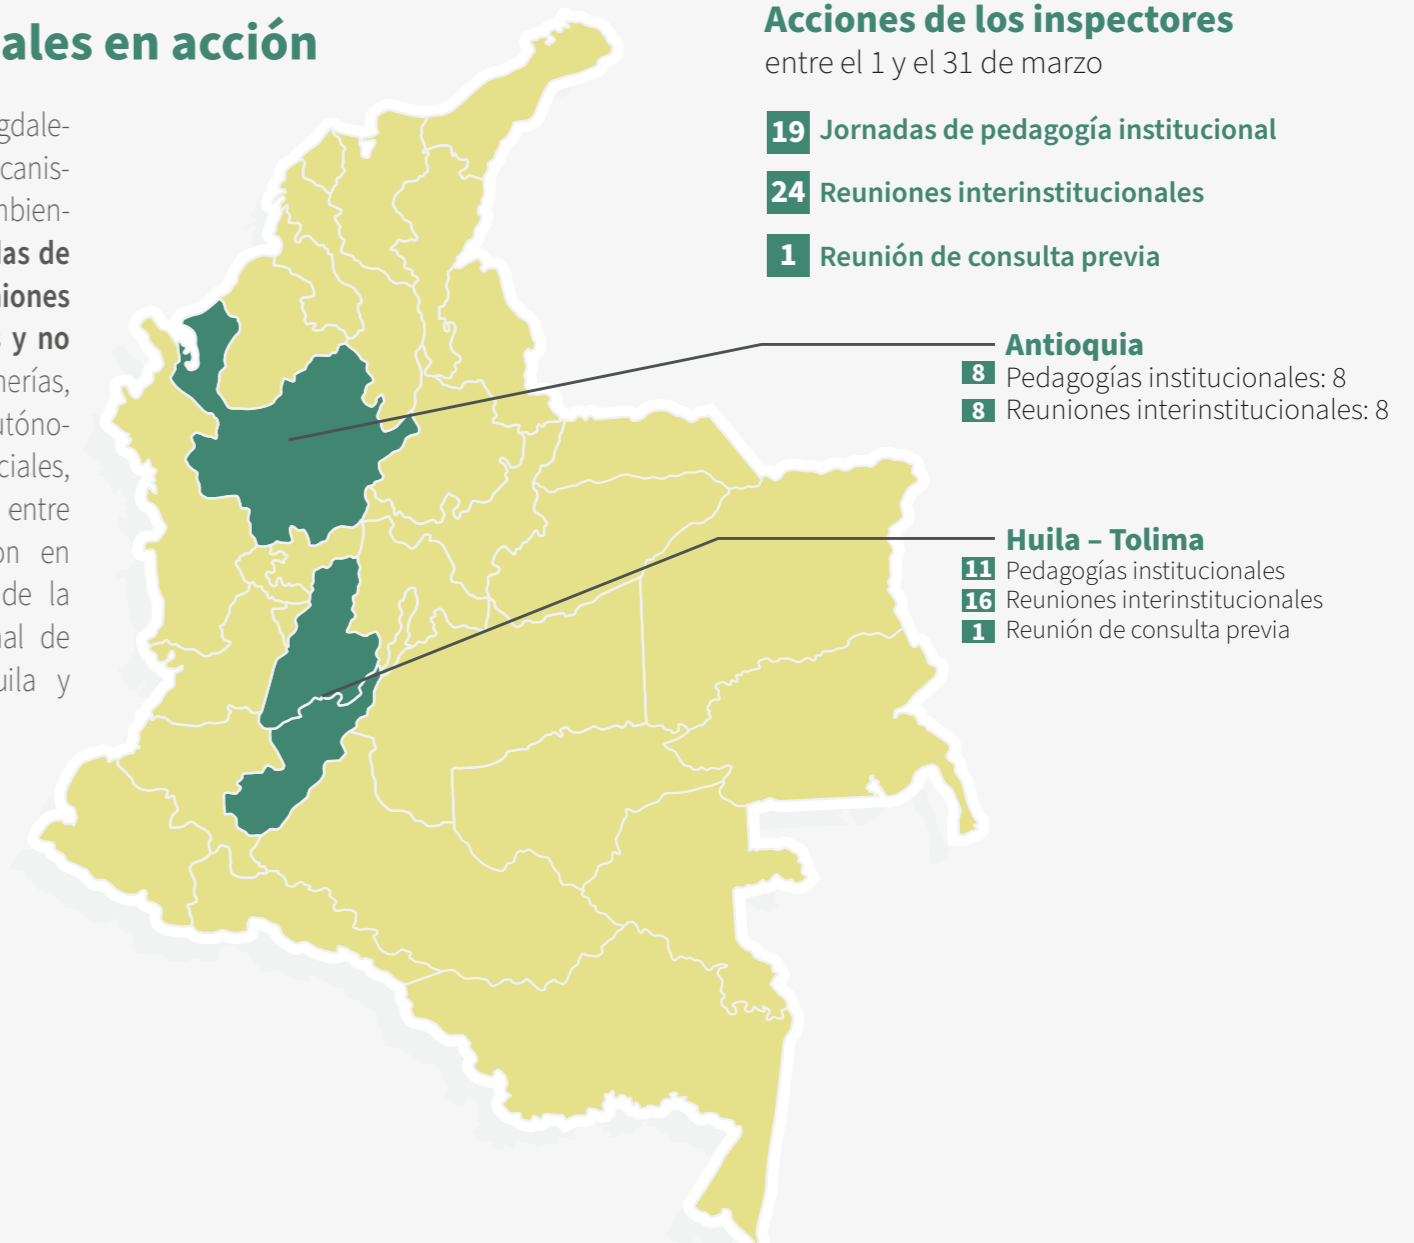 ales en acción
gdale-
canis-
nbien-
las de
niones
s y no
nerías,
utóno-
ciales,
entre
ón en
de la
nal de
uila y
Acciones de los inspectores
entre el 1 y el 31 de marzo
19 Jornadas de pedagogía institucional
24 Reuniones interinstitucionales
1 Reunión de consulta previa
Antioquia
8 Pedagogías institucionales: 8
8 Reuniones interinstitucionales: 8
Huila – Tolima
11 Pedagogías institucionales
16 Reuniones interinstitucionales
1 Reunión de consulta previa